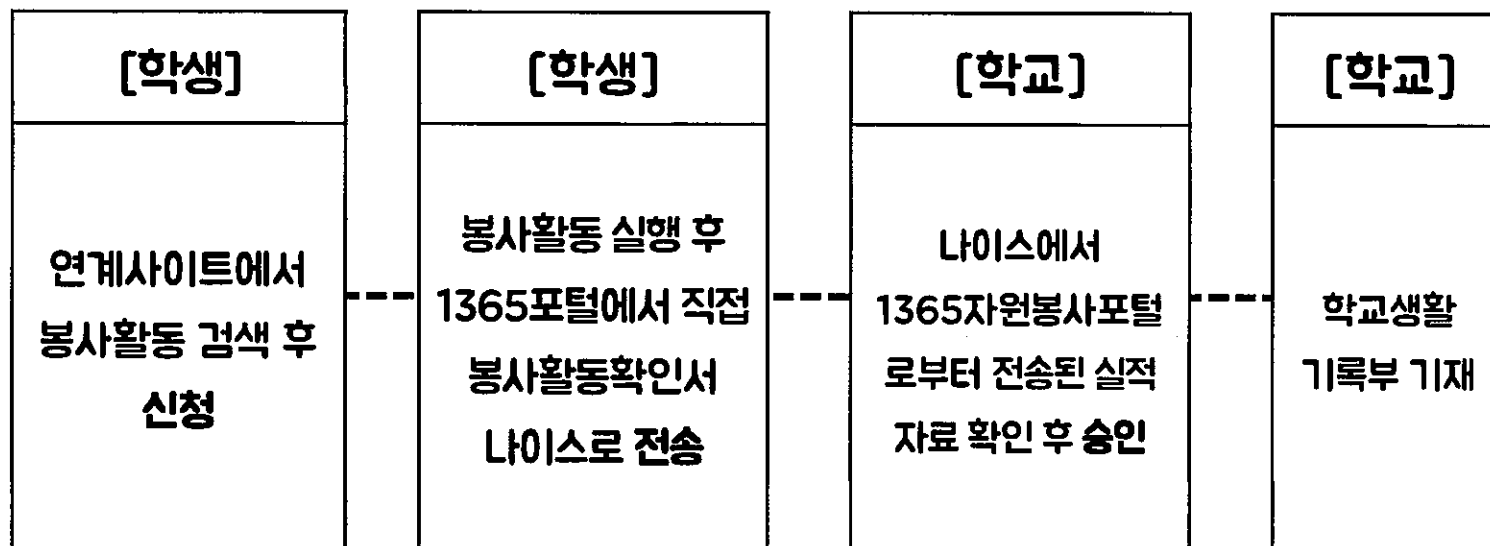 [학생]
연계사이트에서
봉사활동 검색 후
신청
[학생]
봉사활동 실행 후
1365포털에서 직접
봉사활동확인서
나이스로 전송
[학교]
나이스에서
1365자원봉사포털
로부터 전송된 실적
자료 확인 후 승인
[학교]
학교생활
기록부 기재